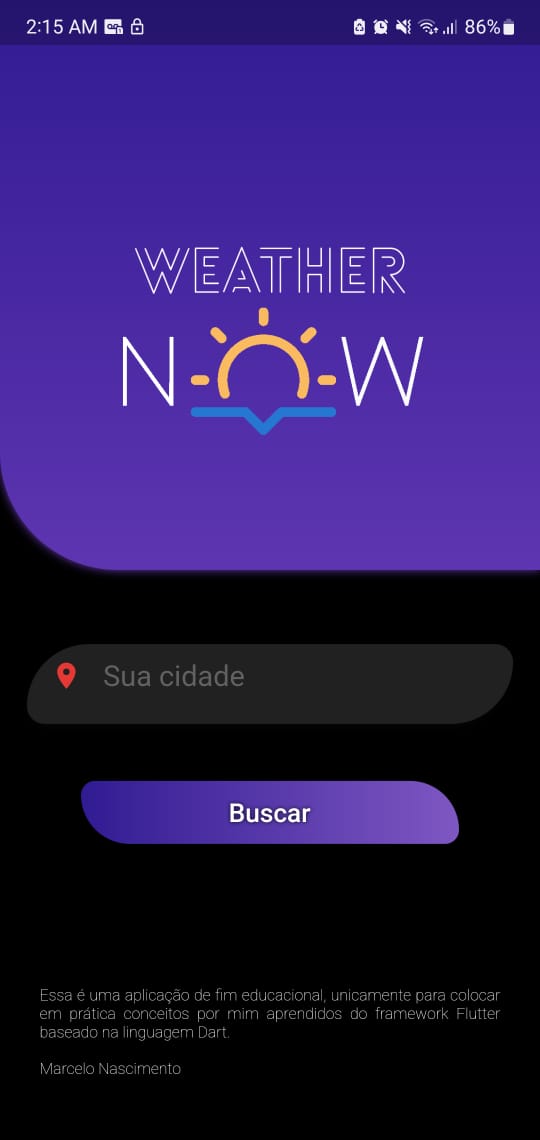 2:15 AM 86%
WEATHER
NOW
Sua cidade
Buscar
Essa é uma aplicação de fim educacional, unicamente para colocar
em prática conceitos por mim aprendidos do framework Flutter
baseado na linguagem Dart.
Marcelo Nascimento